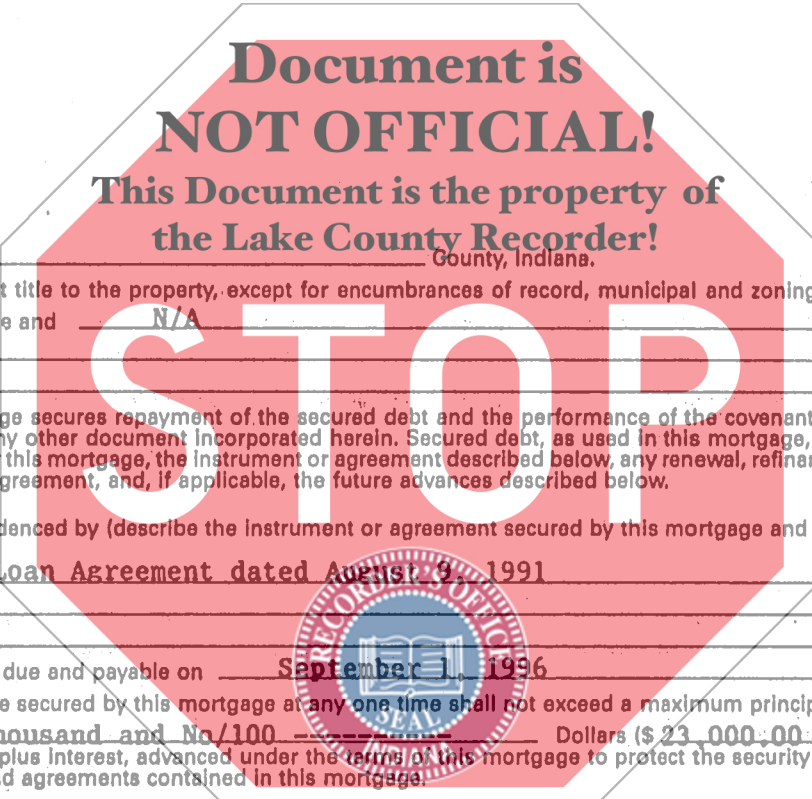 Document is
NOT OFFICIAL!
This Document is the property of
the Lake County Recorder!
County, Indiana.
t title to the property, except for encumbrances of record, municipal and zoning
e and N/A
STOP
ge secures repayment of the secured debt and the performance of the covenant
ny other document incorporated herein. Secured debt, as used in this mortgage,
this mortgage, the instrument or agreement described below, any renewal, refinan
greement, and, if applicable, the future advances described below.
denced by (describe the instrument or agreement secured by this mortgage and
Loan Agreement dated August 9, 1991
RECORDER'S OFFICE
due and payable on September 1, 1996
e secured by this mortgage at any one time shall not exceed a maximum princip
SEAL
housand and No/100 ---------- Dollars ($ 23,000.00
INDIANA
plus interest, advanced under the terms of this mortgage to protect the security
d agreements contained in this mortgage.